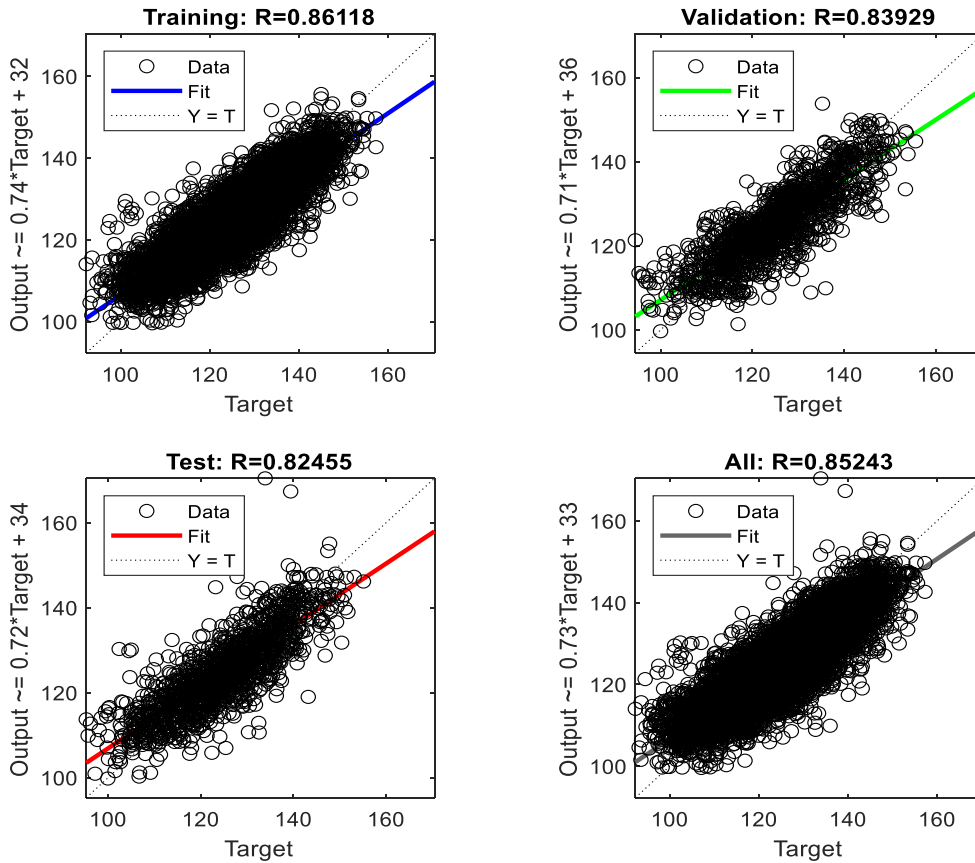 Training: R=0.86118
Output ~= 0.74*Target + 32
160
140
120
100
Data
Fit
Y = T
100 120 140 160
Target
Validation: R=0.83929
Output ~= 0.71*Target + 36
160
140
120
100
Data
Fit
Y = T
100 120 140 160
Target
Test: R=0.82455
Output ~= 0.72*Target + 34
160
140
120
100
Data
Fit
Y = T
100 120 140 160
Target
All: R=0.85243
Output ~= 0.73*Target + 33
160
140
120
100
Data
Fit
Y = T
100 120 140 160
Target